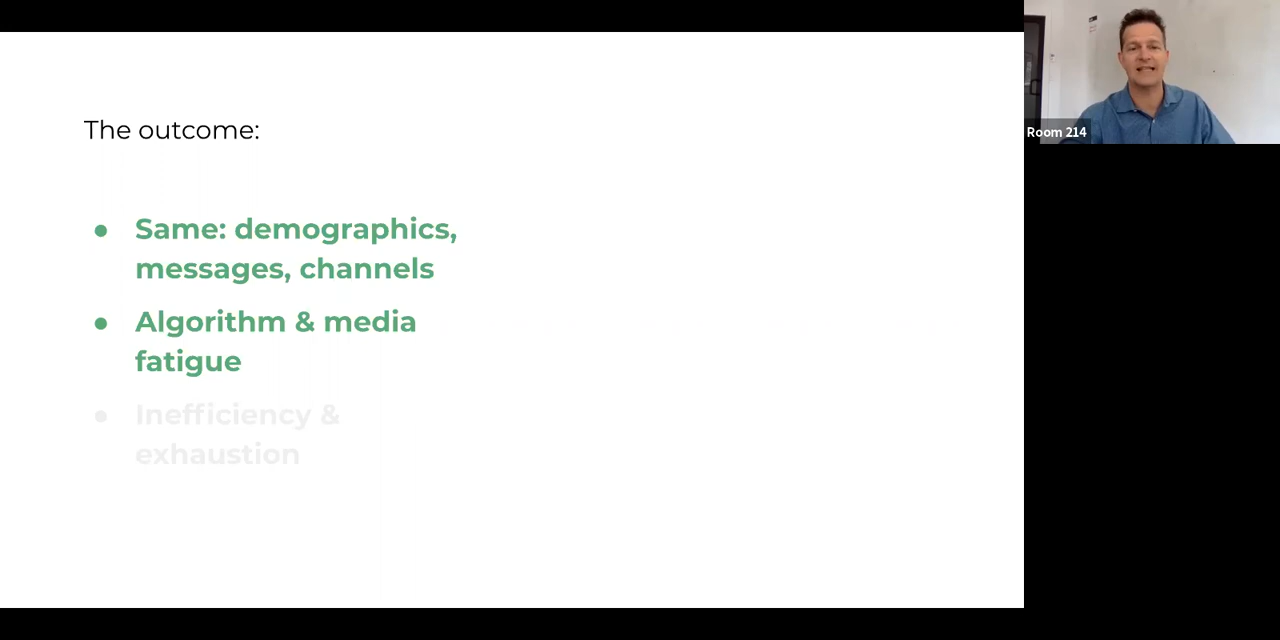 The outcome:
● Same: demographics,
messages, channels
● Algorithm & media
fatigue
● Inefficiency &
exhaustion
Room 214